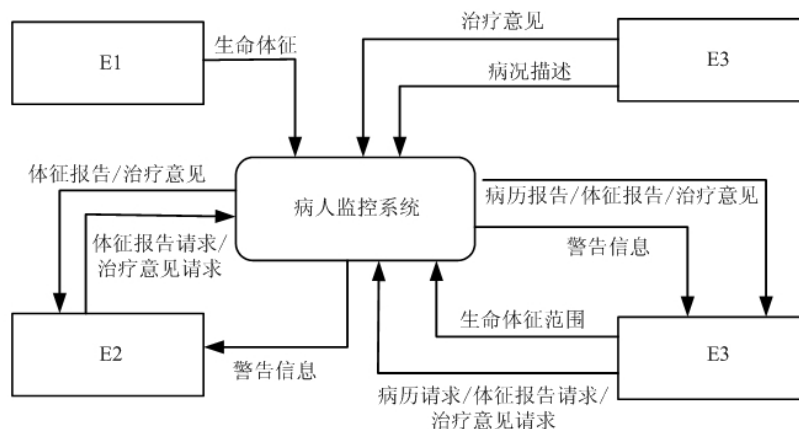 治疗意见
E1
生命体征
E3
病况描述
体征报告/治疗意见
病人监控系统
病历报告/体征报告/治疗意见
体征报告请求/
治疗意见请求
警告信息
生命体征范围
E2
E3
警告信息
病历请求/体征报告请求/
治疗意见请求